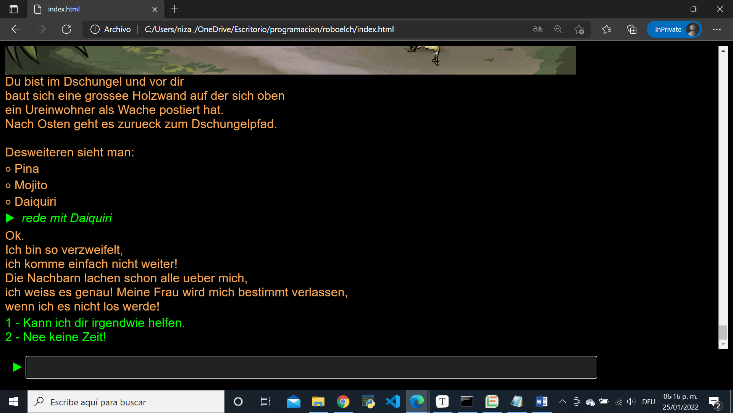 index.html
Archivo
C:/Users/niza_/OneDrive/Escritorio/programacion/roboelch/index.html
InPrivate
Du bist im Dschungel und vor dir
baut sich eine grossee Holzwand auf der sich oben
ein Ureinwohner als Wache postiert hat.
Nach Osten geht es zurueck zum Dschungelpfad.
Desweiteren sieht man:
Pina
Mojito
Daiquiri
rede mit Daiquiri
Ok.
Ich bin so verzweifelt,
ich komme einfach nicht weiter!
Die Nachbarn lachen schon alle ueber mich,
ich weiss es genau! Meine Frau wird mich bestimmt verlassen,
wenn ich es nicht los werde!
1 - Kann ich dir irgendwie helfen.
2 - Nee keine Zeit!
Escribe aquí para buscar
DEU
06:16 p. m.
25/01/2022
2